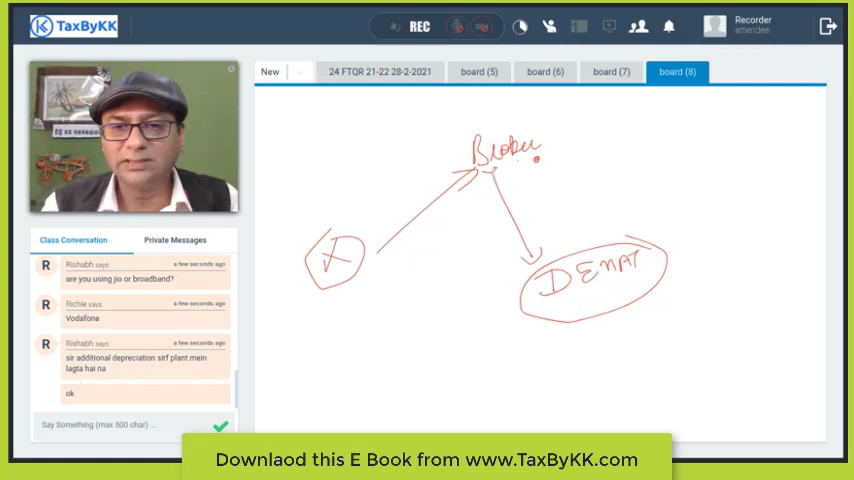 TaxByKK
REC
Recorder
attendee
New
24 FTQR 21-22 28-2-2021
board (5)
board (6)
board (7)
board (8)
Class Conversation
Private Messages
R
Rishabh says:
a few seconds ago
are you using jio or broadband?
R
Richie says:
a few seconds ago
Vodafone
R
Rishabh says:
a few seconds ago
sir additional depreciation sirf plant mein
lagta hai na
ok
Say Something (max 500 char) ...
Broker
X
DEMAT
Downlaod this E Book from www.TaxByKK.com